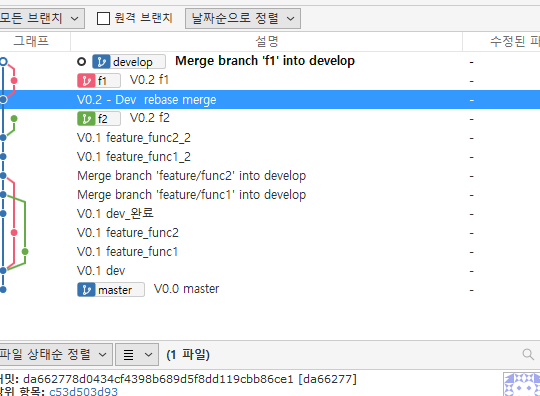 모든 브랜치 원격 브랜치 날짜순으로 정렬
그래프 설명 수정된 파
develop Merge branch 'f1' into develop -
f1 V0.2 f1 -
V0.2 - Dev rebase merge -
f2 V0.2 f2 -
V0.1 feature_func2_2 -
V0.1 feature_func1_2 -
Merge branch 'feature/func2' into develop -
Merge branch 'feature/func1' into develop -
V0.1 dev_완료 -
V0.1 feature_func2 -
V0.1 feature_func1 -
V0.1 dev -
master V0.0 master -
파일 상태순 정렬 (1 파일)
커밋: da662778d0434cf4398b689d5f8dd119cbb86ce1 [da66277]
상위 항목: c53d503d93